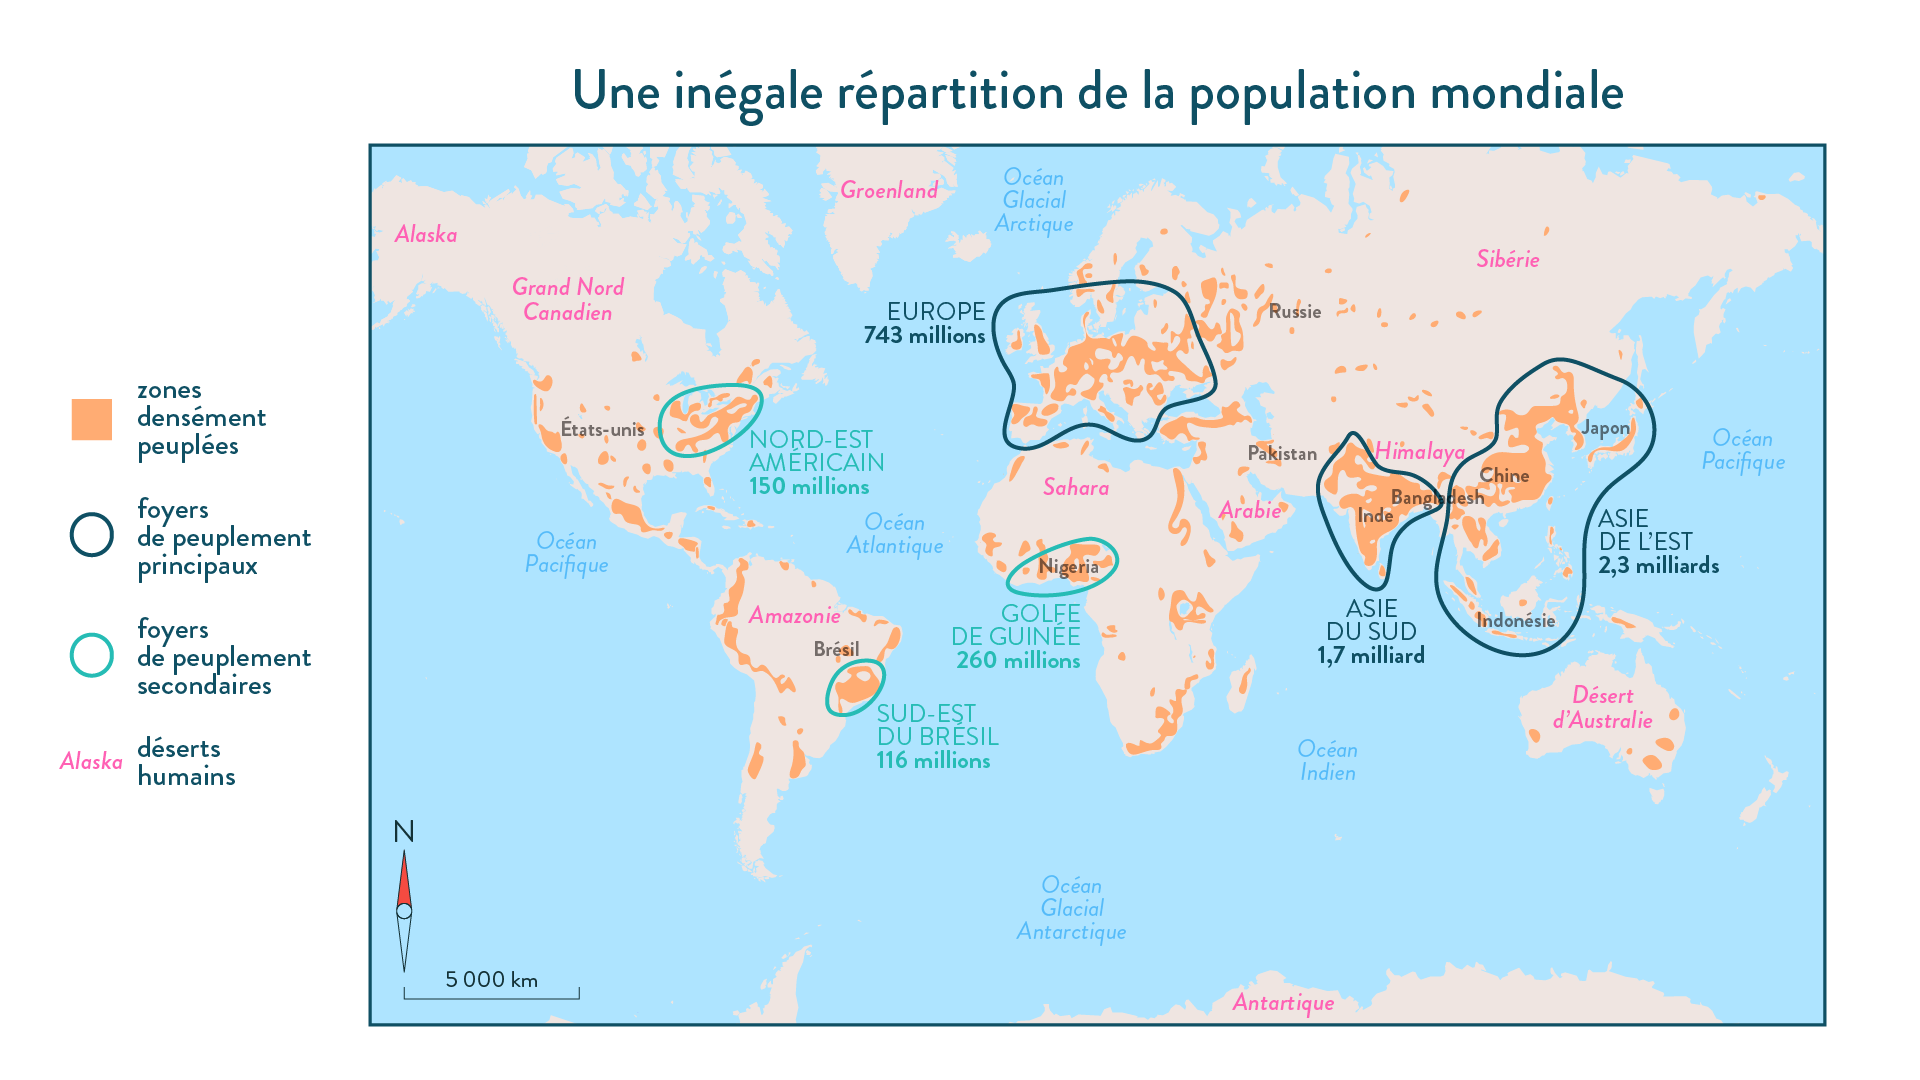 Une inégale répartition de la population mondiale
zones
densément
peuplées
foyers
de peuplement
principaux
foyers
de peuplement
secondaires
Alaska
déserts
humains
Alaska
Grand Nord
Canadien
Groenland
Océan
Glacial
Arctique
Sibérie
EUROPE
743 millions
Russie
États-unis
NORD-EST
AMÉRICAIN
150 millions
Océan
Pacifique
Océan
Atlantique
Sahara
Arabie
Pakistan
Himalaya
Bangladesh
Inde
Chine
Japon
Océan
Pacifique
ASIE
DE L'EST
2,3 milliards
ASIE
DU SUD
1,7 milliard
Indonésie
Nigeria
GOLFE
DE GUINÉE
260 millions
Amazonie
Brésil
SUD-EST
DU BRÉSIL
116 millions
Océan
Indien
Désert
d'Australie
Océan
Glacial
Antarctique
Antartique
N
5 000 km